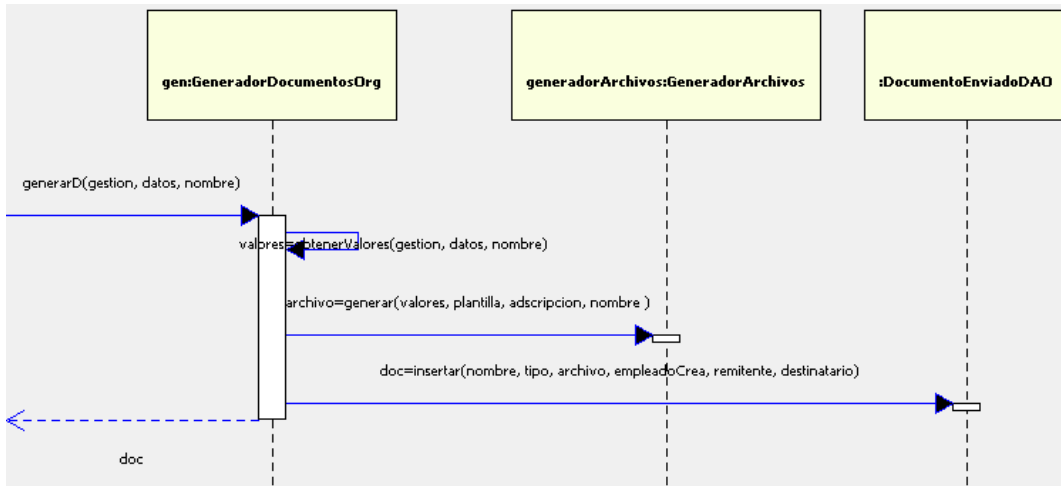 gen:GeneradorDocumentosOrg
generadorArchivos:GeneradorArchivos
:DocumentoEnviadoDAO
generarD(gestion, datos, nombre)
valores=obtenerValores(gestion, datos, nombre)
archivo=generar(valores, plantilla, adscripcion, nombre )
doc=insertar(nombre, tipo, archivo, empleadoCrea, remitente, destinatario)
doc